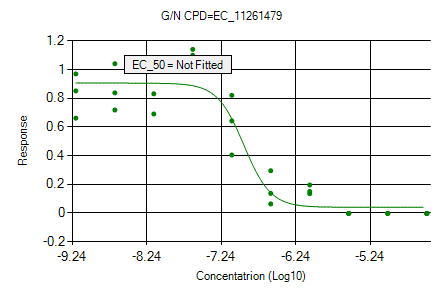 G/N CPD=EC_11261479
1.2
1
EC_50 = Not Fitted
0.8
0.6
0.4
0.2
0
-0.2
-9.24 -8.24 -7.24 -6.24 -5.24
Response
Concentatrion (Log10)